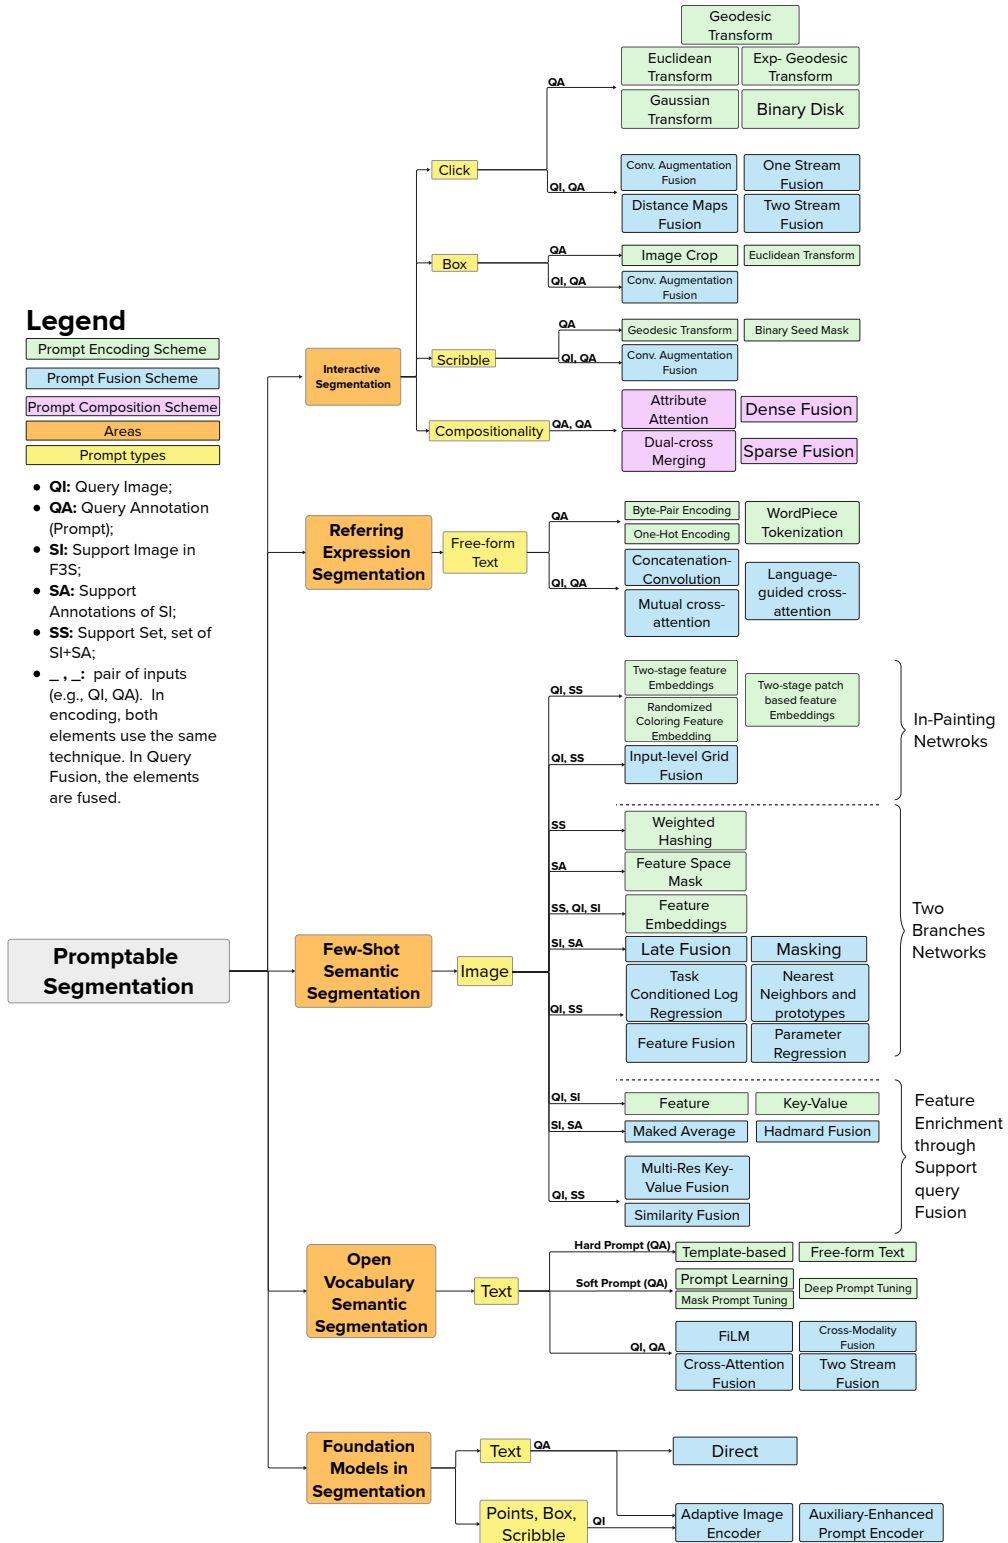 Geodesic
Transform
Euclidean
Transform
Exp- Geodesic
Transform
QA
Gaussian
Transform
Binary Disk
Click
Conv. Augmentation
Fusion
One Stream
Fusion
QI, QA
Distance Maps
Fusion
Two Stream
Fusion
Box
QA
Image Crop
Euclidean Transform
QI, QA
Conv. Augmentation
Fusion
Scribble
QA
Geodesic Transform
Binary Seed Mask
QI, QA
Conv. Augmentation
Fusion
Interactive
Segmentation
Compositionality
QA, QA
Attribute
Attention
Dense Fusion
Dual-cross
Merging
Sparse Fusion
Legend
Prompt Encoding Scheme
Prompt Fusion Scheme
Prompt Composition Scheme
Areas
Prompt types
QI: Query Image;
QA: Query Annotation
(Prompt);
SI: Support Image in
F3S;
SA: Support
Annotations of SI;
SS: Support Set, set of
SI+SA;
_ , _: pair of inputs
(e.g., QI, QA). In
encoding, both
elements use the same
technique. In Query
Fusion, the elements
are fused.
Referring
Expression
Segmentation
Free-form
Text
QA
Byte-Pair Encoding
One-Hot Encoding
WordPiece
Tokenization
QI, QA
Concatenation-
Convolution
Language-
guided cross-
attention
Mutual cross-
attention
QI, SS
Two-stage feature
Embeddings
Two-stage patch
based feature
Embeddings
Randomized
Coloring Feature
Embedding
QI, SS
Input-level Grid
Fusion
In-Painting
Netwroks
SS
Weighted
Hashing
SA
Feature Space
Mask
SS, QI, SI
Feature
Embeddings
SI, SA
Late Fusion
Masking
QI, SS
Task
Conditioned Log
Regression
Nearest
Neighbors and
prototypes
Feature Fusion
Parameter
Regression
Two
Branches
Networks
Promptable
Segmentation
Few-Shot
Semantic
Segmentation
Image
QI, SI
Feature
Key-Value
SI, SA
Maked Average
Hadmard Fusion
QI, SS
Multi-Res Key-
Value Fusion
Similarity Fusion
Feature
Enrichment
through
Support
query
Fusion
Open
Vocabulary
Semantic
Segmentation
Text
Hard Prompt (QA)
Template-based
Free-form Text
Soft Prompt (QA)
Prompt Learning
Mask Prompt Tuning
Deep Prompt Tuning
QI, QA
FiLM
Cross-Modality
Fusion
Cross-Attention
Fusion
Two Stream
Fusion
Foundation
Models in
Segmentation
Text
QA
Direct
Points, Box,
Scribble
QI
Adaptive Image
Encoder
Auxiliary-Enhanced
Prompt Encoder